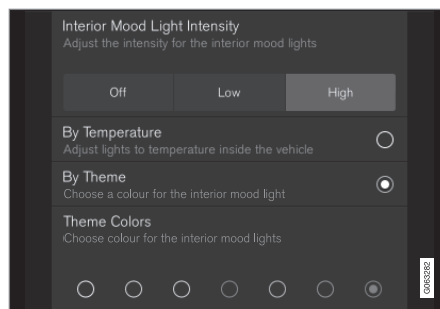 Interior Mood Light Intensity
Adjust the intensity for the interior mood lights
Off Low High
By Temperature
Adjust lights to temperature inside the vehicle
By Theme
Choose a colour for the interior mood light
Theme Colors
Choose colour for the interior mood lights
G063282